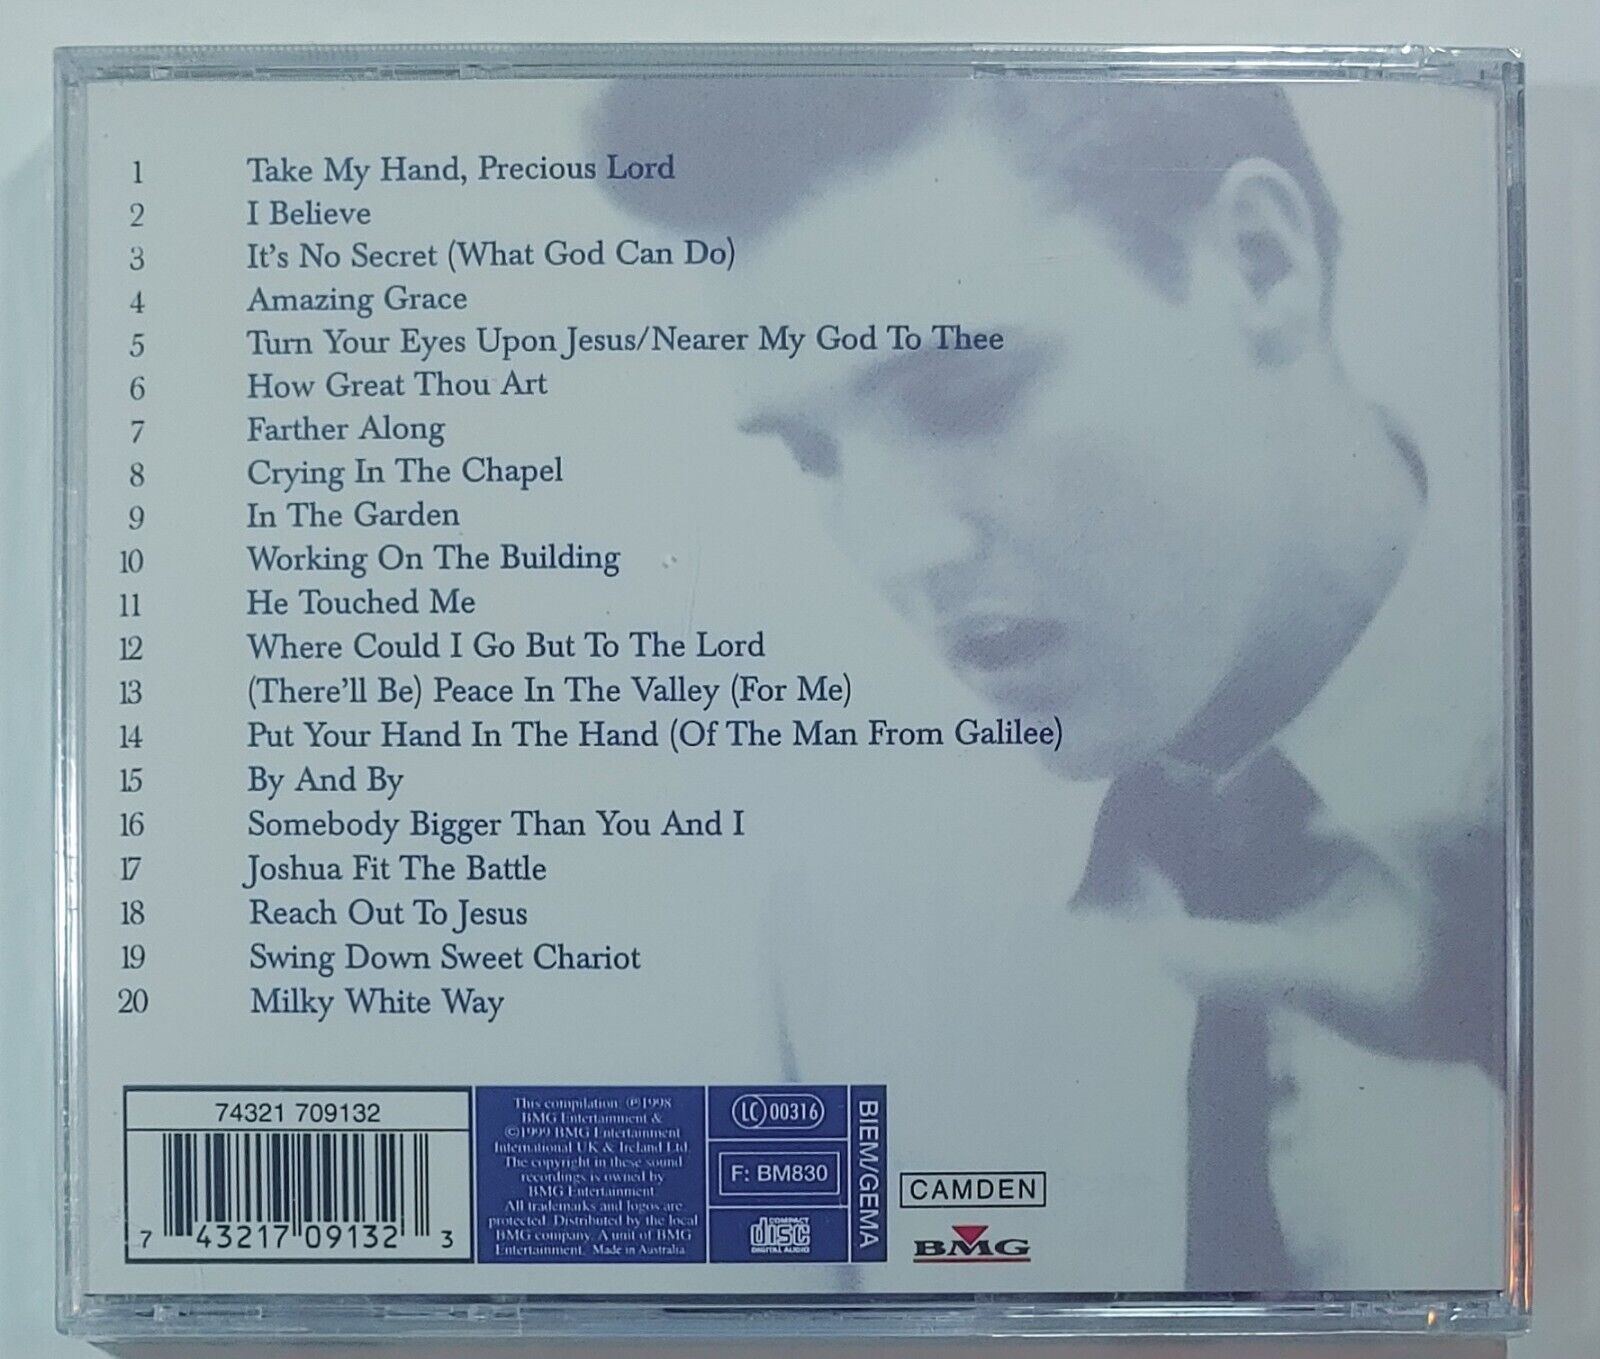 1 Take My Hand, Precious Lord
2 I Believe
3 It's No Secret (What God Can Do)
4 Amazing Grace
5 Turn Your Eyes Upon Jesus/Nearer My God To Thee
6 How Great Thou Art
7 Farther Along
8 Crying In The Chapel
9 In The Garden
10 Working On The Building
11 He Touched Me
12 Where Could I Go But To The Lord
13 (There'll Be) Peace In The Valley (For Me)
14 Put Your Hand In The Hand (Of The Man From Galilee)
15 By And By
16 Somebody Bigger Than You And I
17 Joshua Fit The Battle
18 Reach Out To Jesus
19 Swing Down Sweet Chariot
20 Milky White Way
74321 709132
7 43217 09132 3
This compilation ℗1998
BMG Entertainment &
©1999 BMG Entertainment
International UK & Ireland Ltd.
The copyright in these sound
recordings is owned by
BMG Entertainment.
All trademarks and logos are
protected. Distributed by the local
BMG company. A unit of BMG
Entertainment. Made in Australia
LC 00316
F: BM830
COMPACT
disc
DIGITAL AUDIO
BIEM/GEMA
CAMDEN
BMG